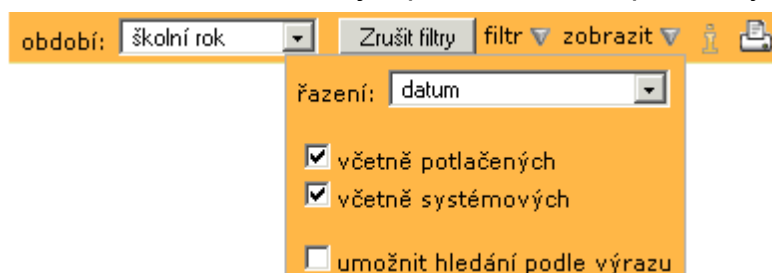 období: školní rok Zrušit filtry filtr zobrazit
řazení: datum
včetně potlačených
včetně systémových
umožnit hledání podle výrazu